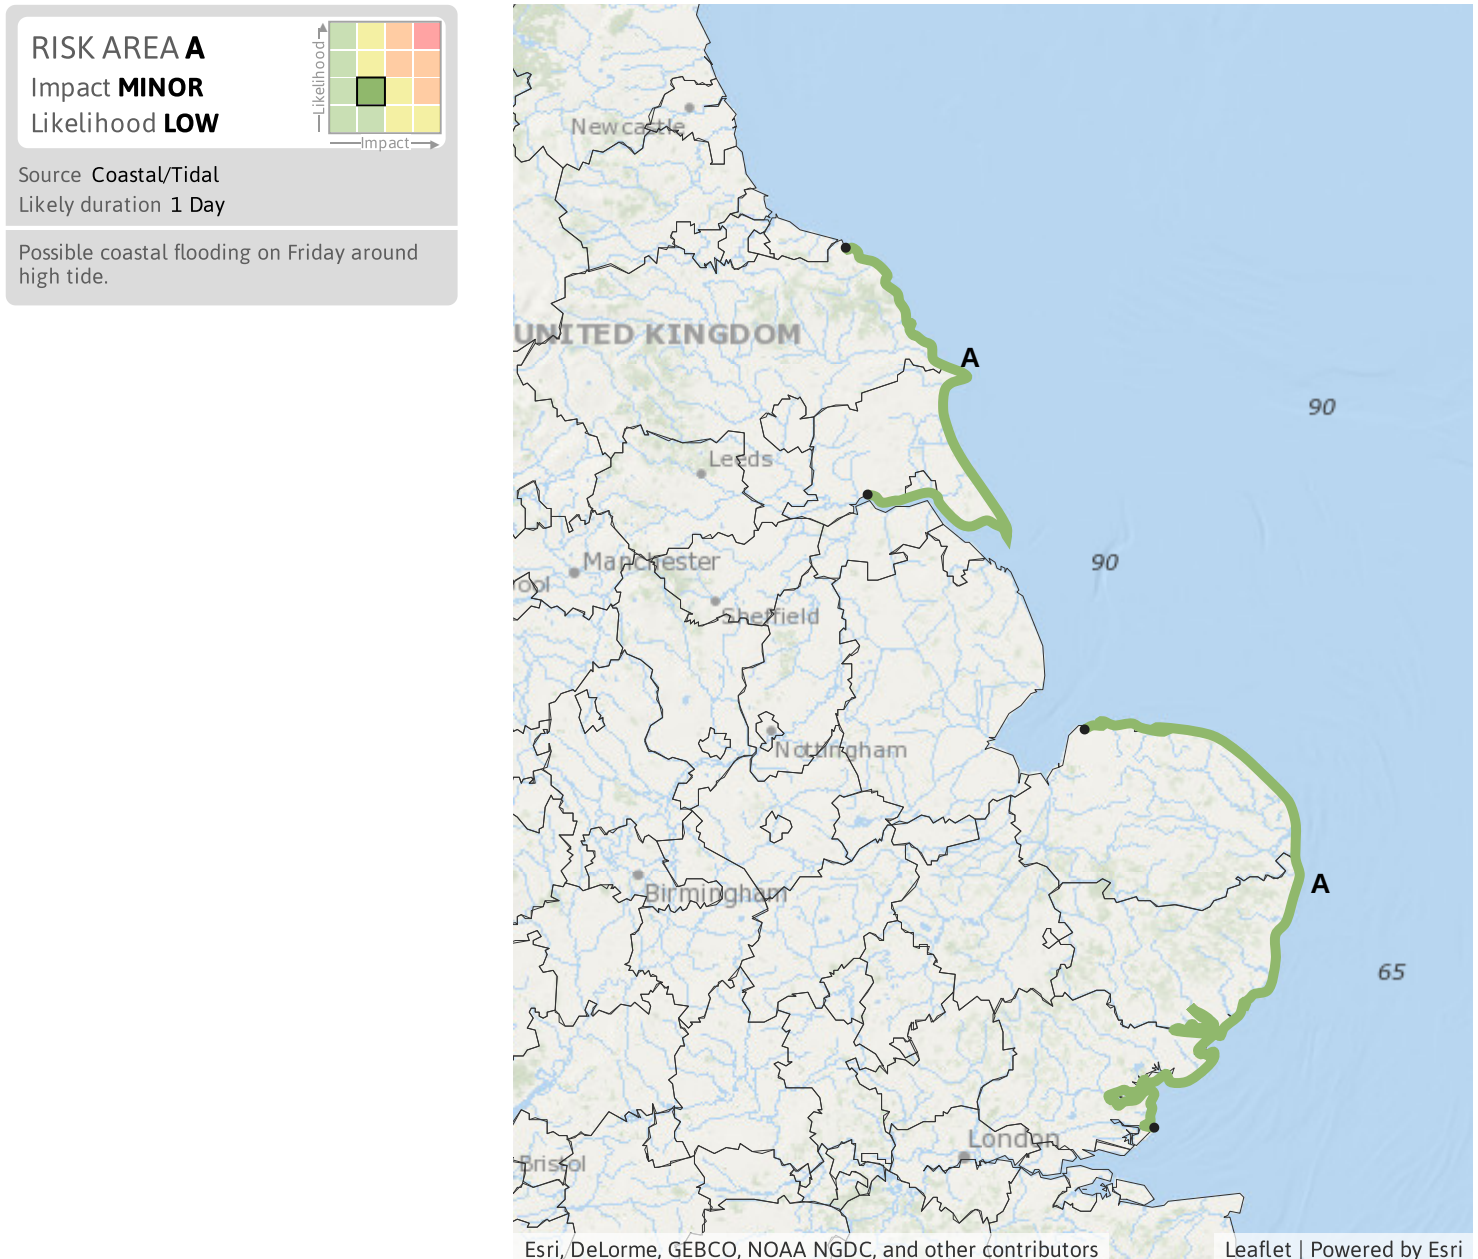 RISK AREA A
Impact MINOR
Likelihood LOW
Likelihood
Impact
Source Coastal/Tidal
Likely duration 1 Day
Possible coastal flooding on Friday around
high tide.
Newcastle
UNITED KINGDOM
A
90
Leeds
Manchester
90
ool
Sheffield
Nottingham
A
Birmingham
65
London
Bristol
Esri, DeLorme, GEBCO, NOAA NGDC, and other contributors
Leaflet | Powered by Esri